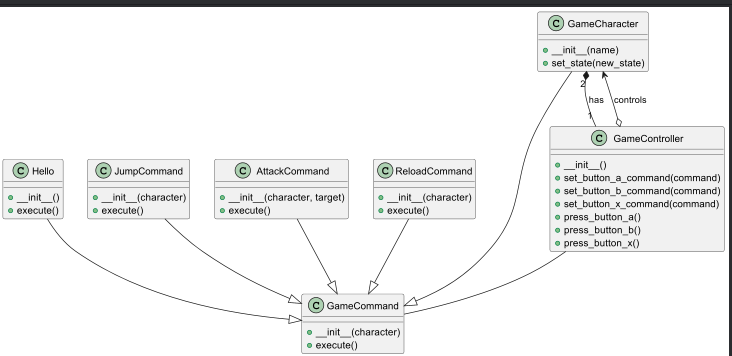 C GameCharacter
__init__(name)
set_state(new_state)
2
has
controls
1
C GameController
__init__()
set_button_a_command(command)
set_button_b_command(command)
set_button_x_command(command)
press_button_a()
press_button_b()
press_button_x()
C Hello
__init__()
execute()
C JumpCommand
__init__(character)
execute()
C AttackCommand
__init__(character, target)
execute()
C ReloadCommand
__init__(character)
execute()
C GameCommand
__init__(character)
execute()